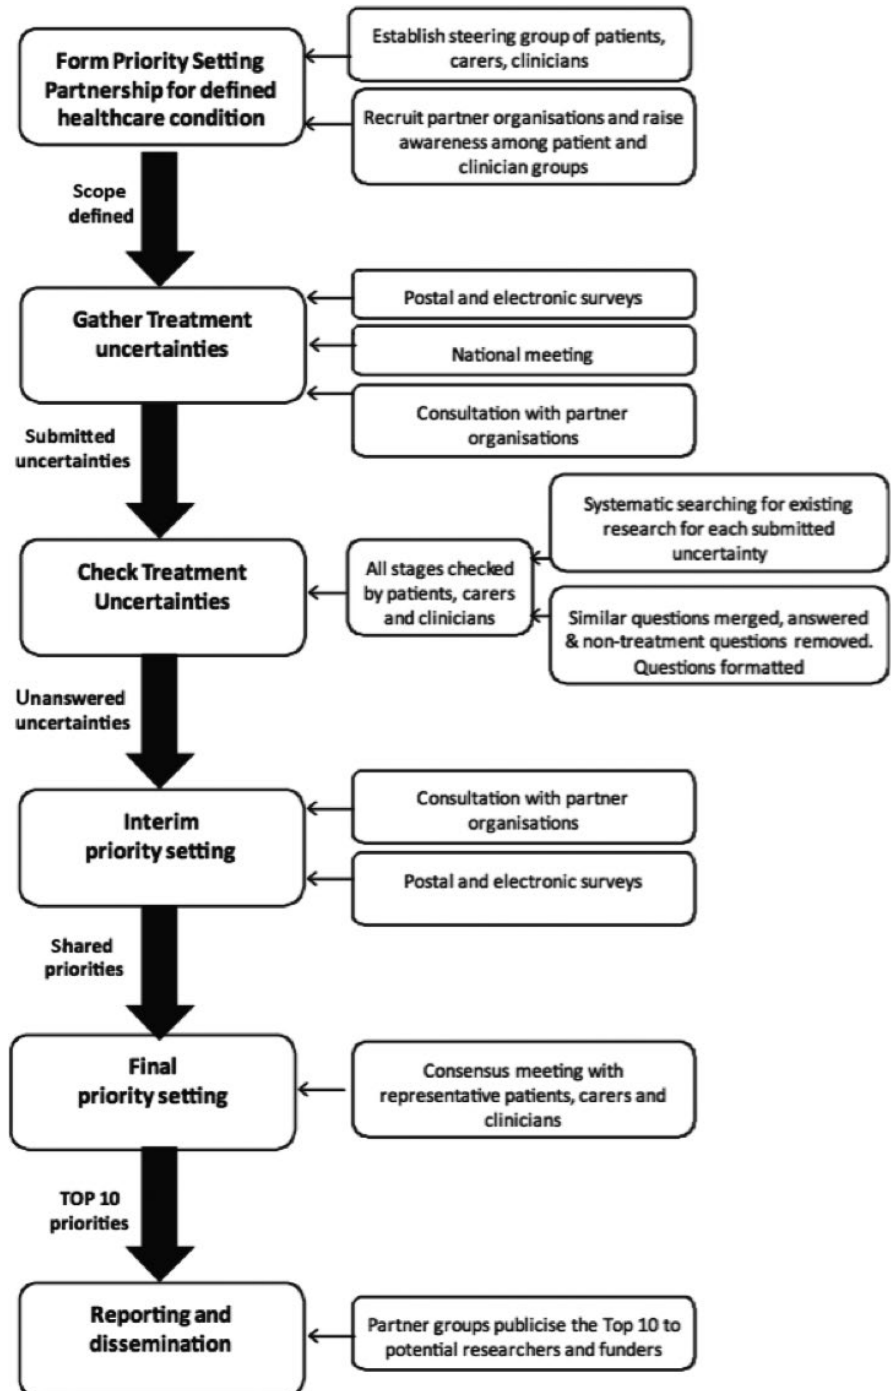 Form Priority Setting
Partnership for defined
healthcare condition
Establish steering group of patients,
carers, clinicians
Recruit partner organisations and raise
awareness among patient and
clinician groups
Scope
defined
Gather Treatment
uncertainties
Postal and electronic surveys
National meeting
Consultation with partner
organisations
Submitted
uncertainties
Check Treatment
Uncertainties
All stages checked
by patients, carers
and clinicians
Systematic searching for existing
research for each submitted
uncertainty
Similar questions merged, answered
& non-treatment questions removed.
Questions formatted
Unanswered
uncertainties
Interim
priority setting
Consultation with partner
organisations
Postal and electronic surveys
Shared
priorities
Final
priority setting
Consensus meeting with
representative patients, carers and
clinicians
TOP 10
priorities
Reporting and
dissemination
Partner groups publicise the Top 10 to
potential researchers and funders